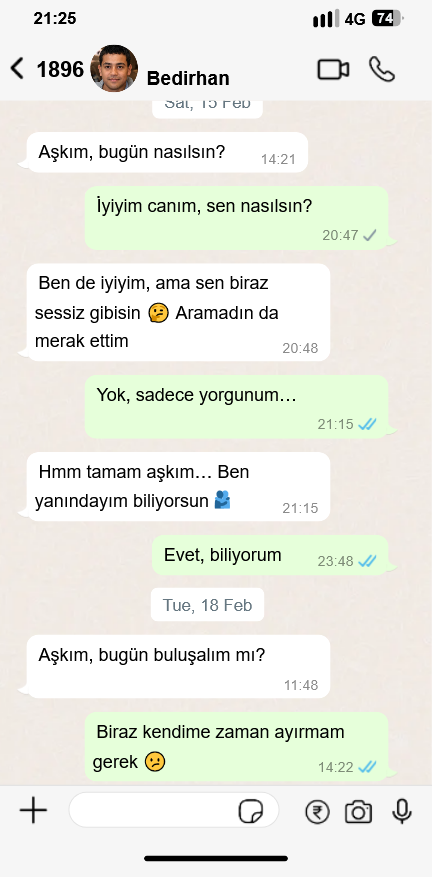 21:25
4G 74
1896 Bedirhan
Sat, 15 Feb
Aşkım, bugün nasılsın?
14:21
İyiyim canım, sen nasılsın?
20:47
Ben de iyiyim, ama sen biraz
sessiz gibisin 🤔 Aramadın da
merak ettim
20:48
Yok, sadece yorgunum…
21:15
Hmm tamam aşkım… Ben
yanındayım biliyorsun 🫂
21:15
Evet, biliyorum
23:48
Tue, 18 Feb
Aşkım, bugün buluşalım mı?
11:48
Biraz kendime zaman ayırmam
gerek 😕
14:22